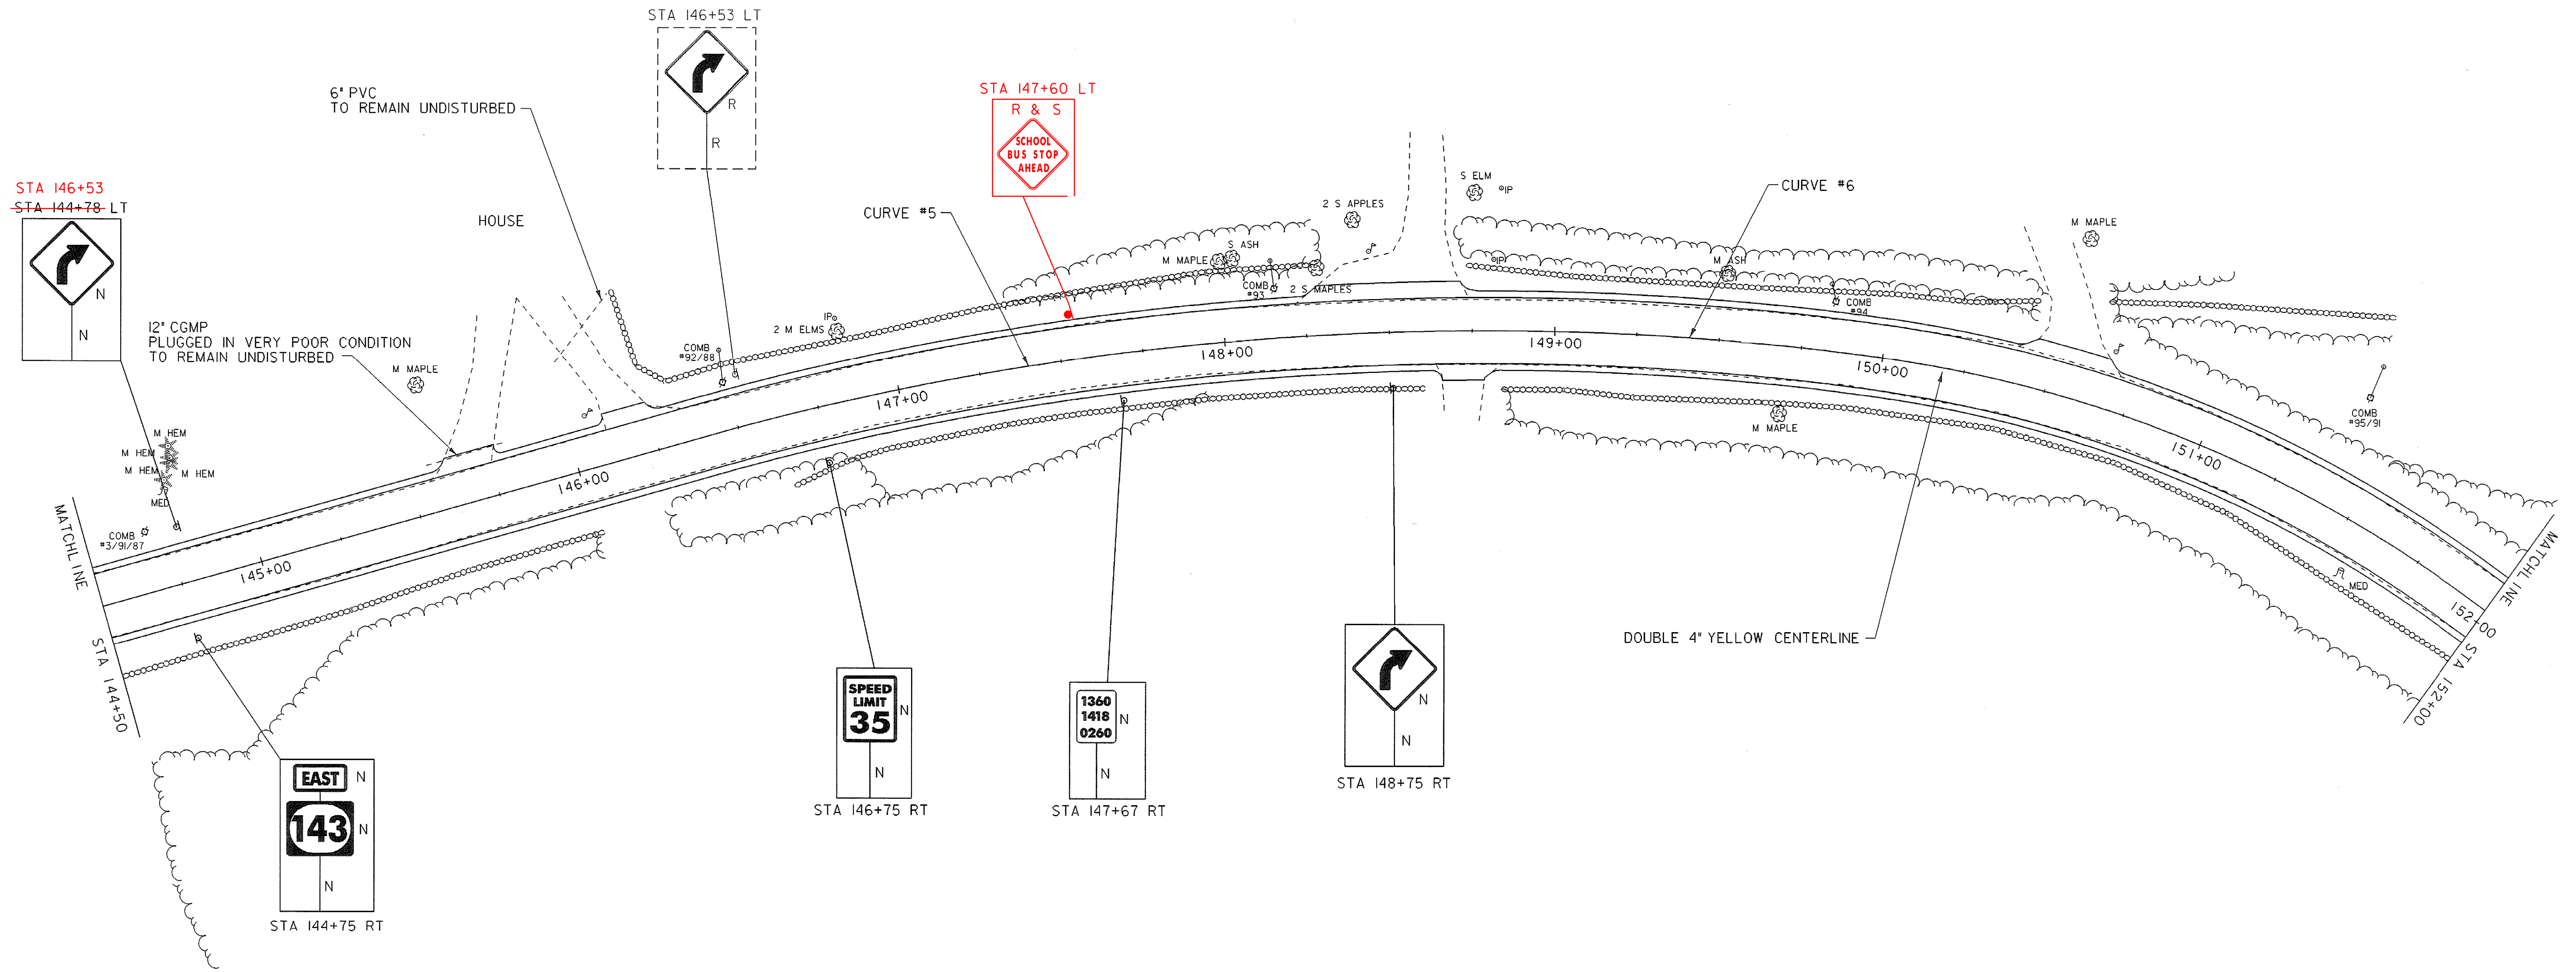 STA 146+53 LT
R
R
6" PVC
TO REMAIN UNDISTURBED
STA 147+60 LT
R & S
SCHOOL
BUS STOP
AHEAD
STA 146+53
STA 144+78 LT
N
N
HOUSE
CURVE #5
CURVE #6
S ELM
IP
2 S APPLES
M MAPLE
S ASH
M MAPLE
IP
M ASH
COMB
#93
2 S MAPLES
COMB
#94
12" CGMP
PLUGGED IN VERY POOR CONDITION
TO REMAIN UNDISTURBED
IP
2 M ELMS
COMB
#92/88
M MAPLE
148+00
149+00
150+00
147+00
146+00
145+00
151+00
152+00
M MAPLE
COMB
#95/91
M HEM
M HEM
M HEM
M HEM
MED
COMB
#3/91/87
MATCHLINE
STA 144+50
MED
MATCHLINE
STA 152+00
DOUBLE 4" YELLOW CENTERLINE
SPEED
LIMIT
35
N
N
STA 146+75 RT
1360
1418
0260
N
N
STA 147+67 RT
N
N
STA 148+75 RT
EAST
N
143
N
N
STA 144+75 RT